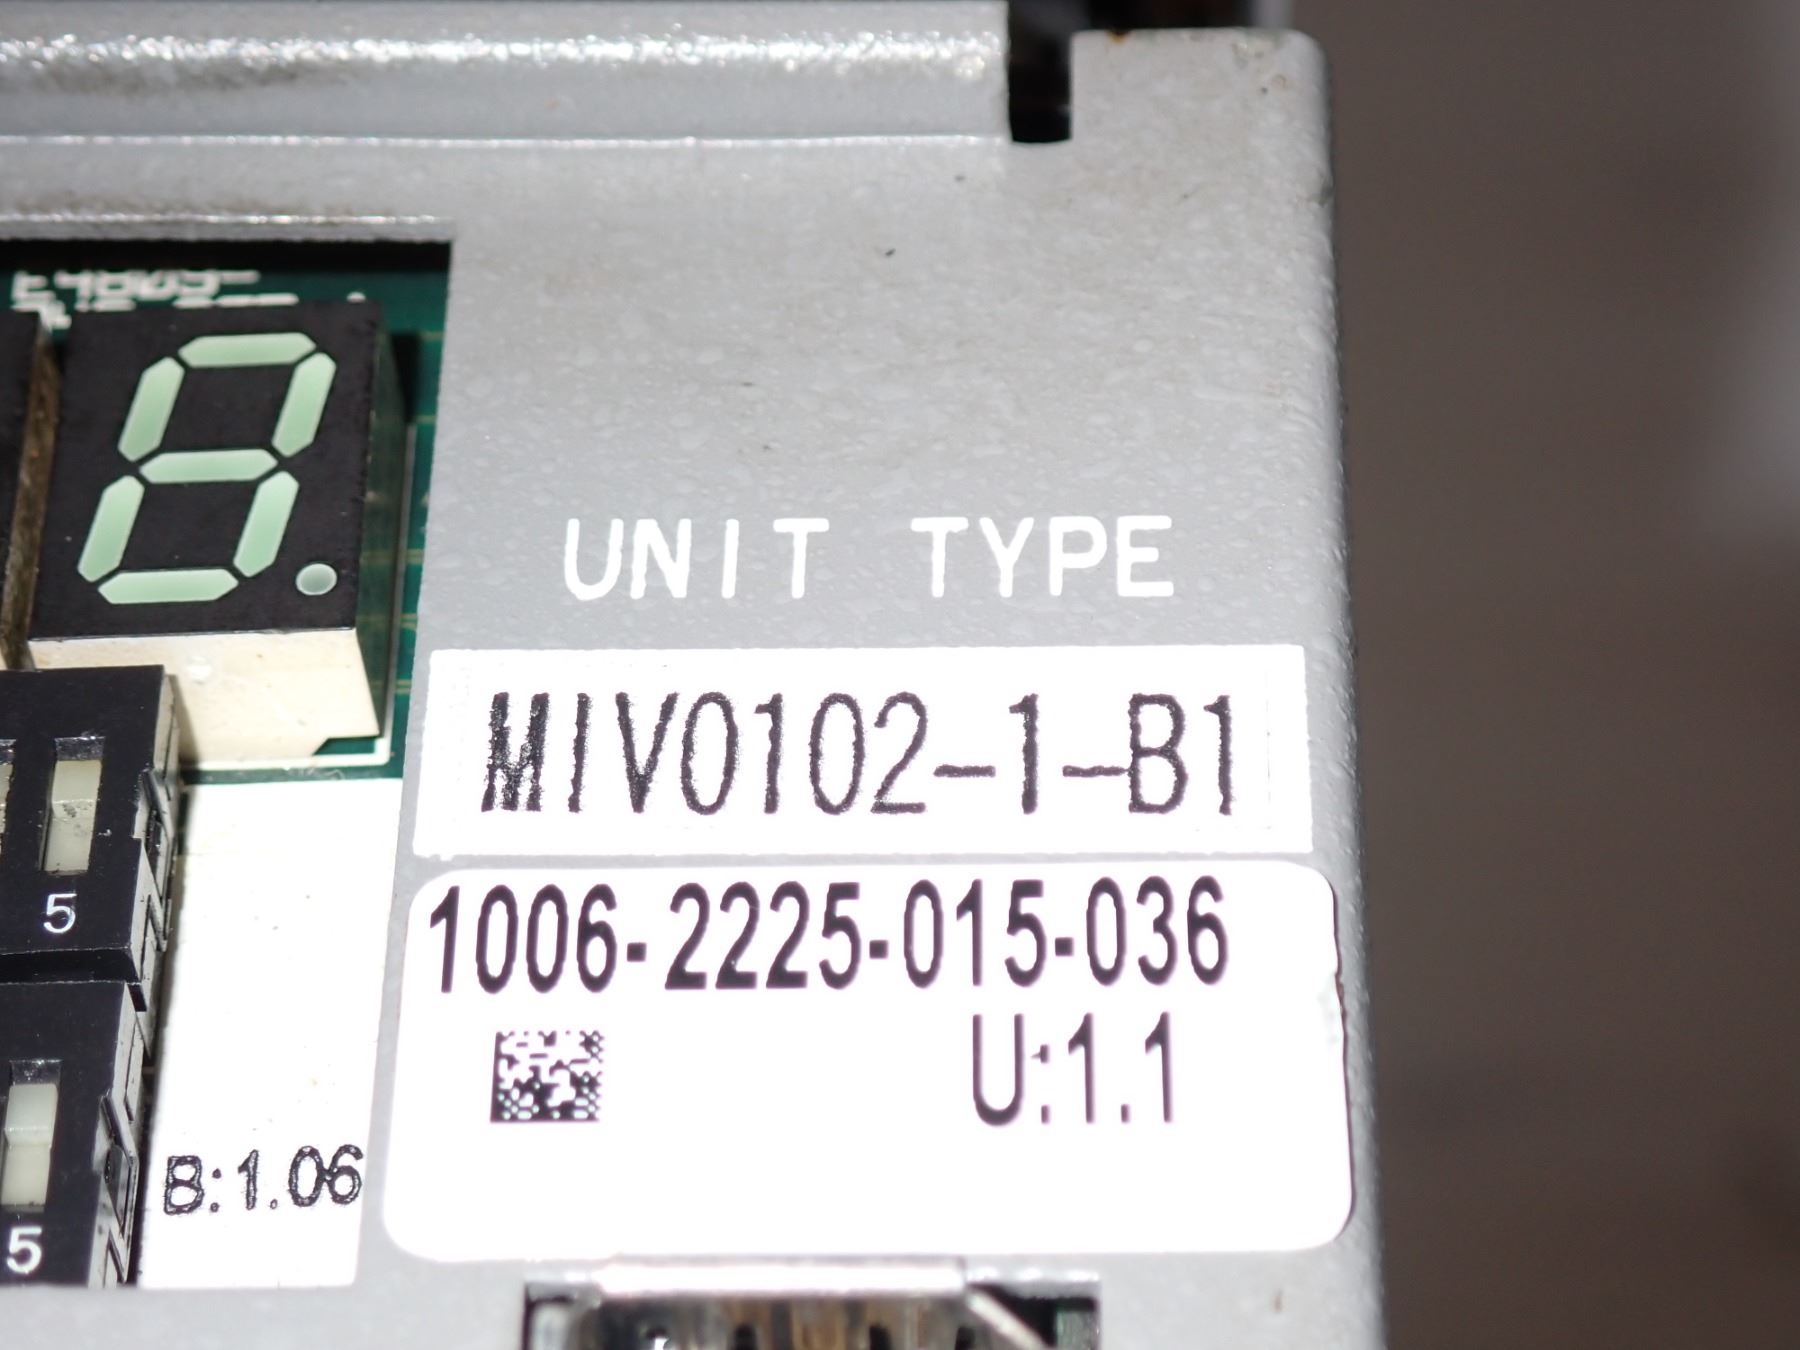 UNIT TYPE
MIV0102-1-B1
1006-2225-015-036
U:1.1
5
B:1.06
5